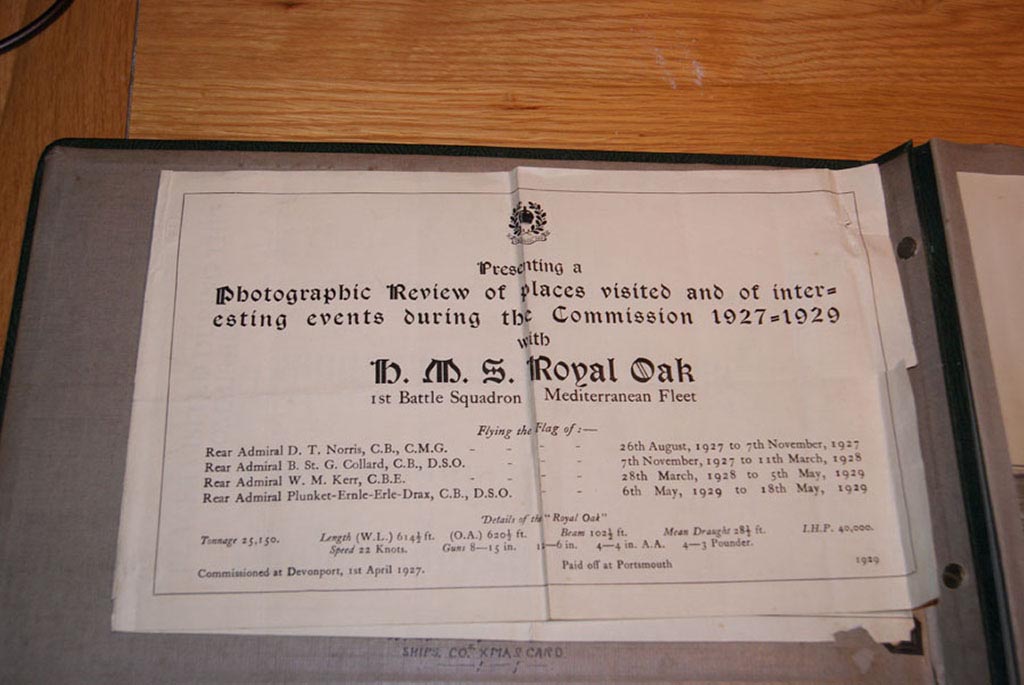 Presenting a
Photographic Review of places visited and of inter=
esting events during the Commission 1927=1929
with
H. M. S. Royal Oak
1st Battle Squadron Mediterranean Fleet
Flying the Flag of :—
Rear Admiral D. T. Norris, C.B., C.M.G. - - - - 26th August, 1927 to 7th November, 1927
Rear Admiral B. St. G. Collard, C.B., D.S.O. - - - 7th November, 1927 to 11th March, 1928
Rear Admiral W. M. Kerr, C.B.E. - - - - 28th March, 1928 to 5th May, 1929
Rear Admiral Plunket-Ernle-Erle-Drax, C.B., D.S.O. - - 6th May, 1929 to 18th May, 1929
Details of the "Royal Oak"
Tonnage 25,150. Length (W.L.) 614½ ft. (O.A.) 620½ ft. Beam 102½ ft. Mean Draught 28½ ft. I.H.P. 40,000.
Speed 22 Knots. Guns 8—15 in. 12—6 in. 4—4 in. A.A. 4—3 Pounder.
Commissioned at Devonport, 1st April 1927. Paid off at Portsmouth 1929
SHIPS. COS XMAS CARD